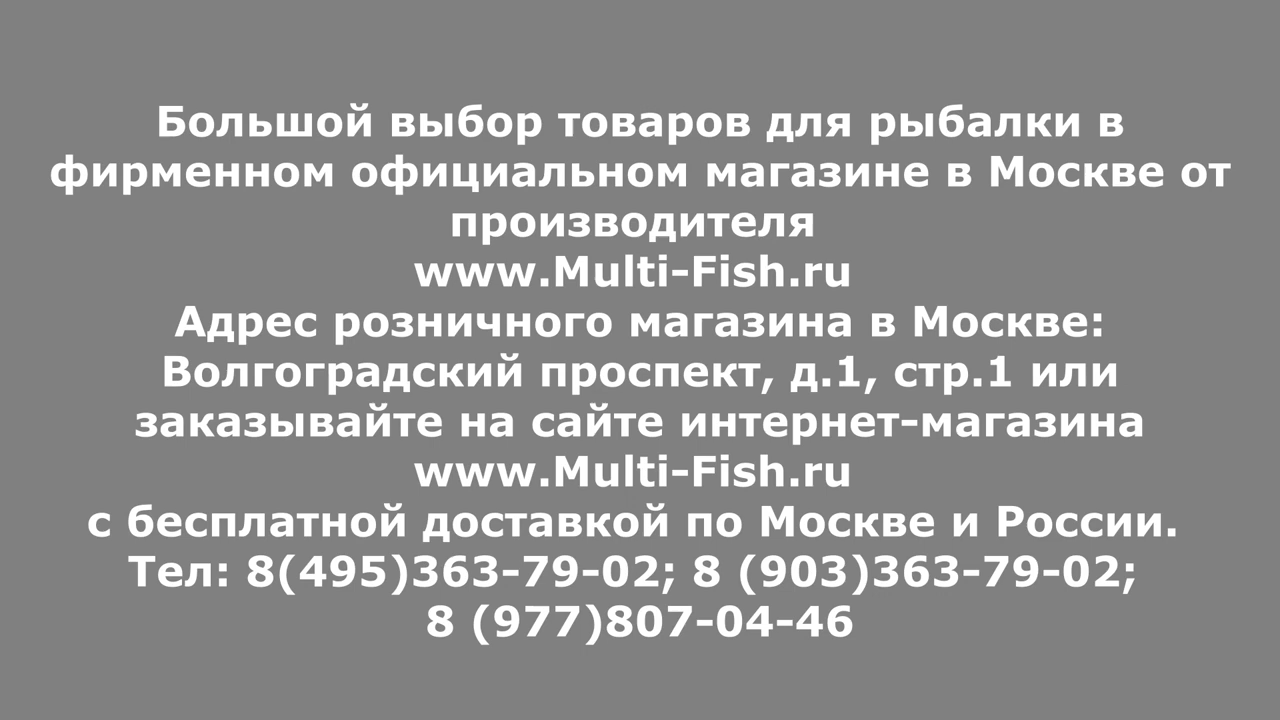 Большой выбор товаров для рыбалки в
фирменном официальном магазине в Москве от
производителя
www.Multi-Fish.ru
Адрес розничного магазина в Москве:
Волгоградский проспект, д.1, стр.1 или
заказывайте на сайте интернет-магазина
www.Multi-Fish.ru
с бесплатной доставкой по Москве и России.
Тел: 8(495)363-79-02; 8 (903)363-79-02;
8 (977)807-04-46